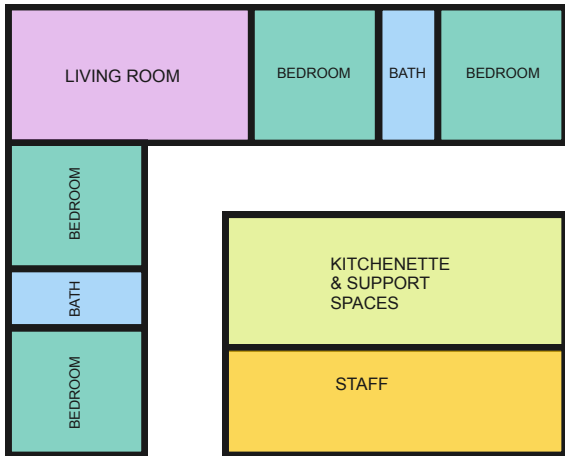 LIVING ROOM
BEDROOM
BATH
BEDROOM
BEDROOM
BATH
BEDROOM
KITCHENETTE
& SUPPORT
SPACES
STAFF